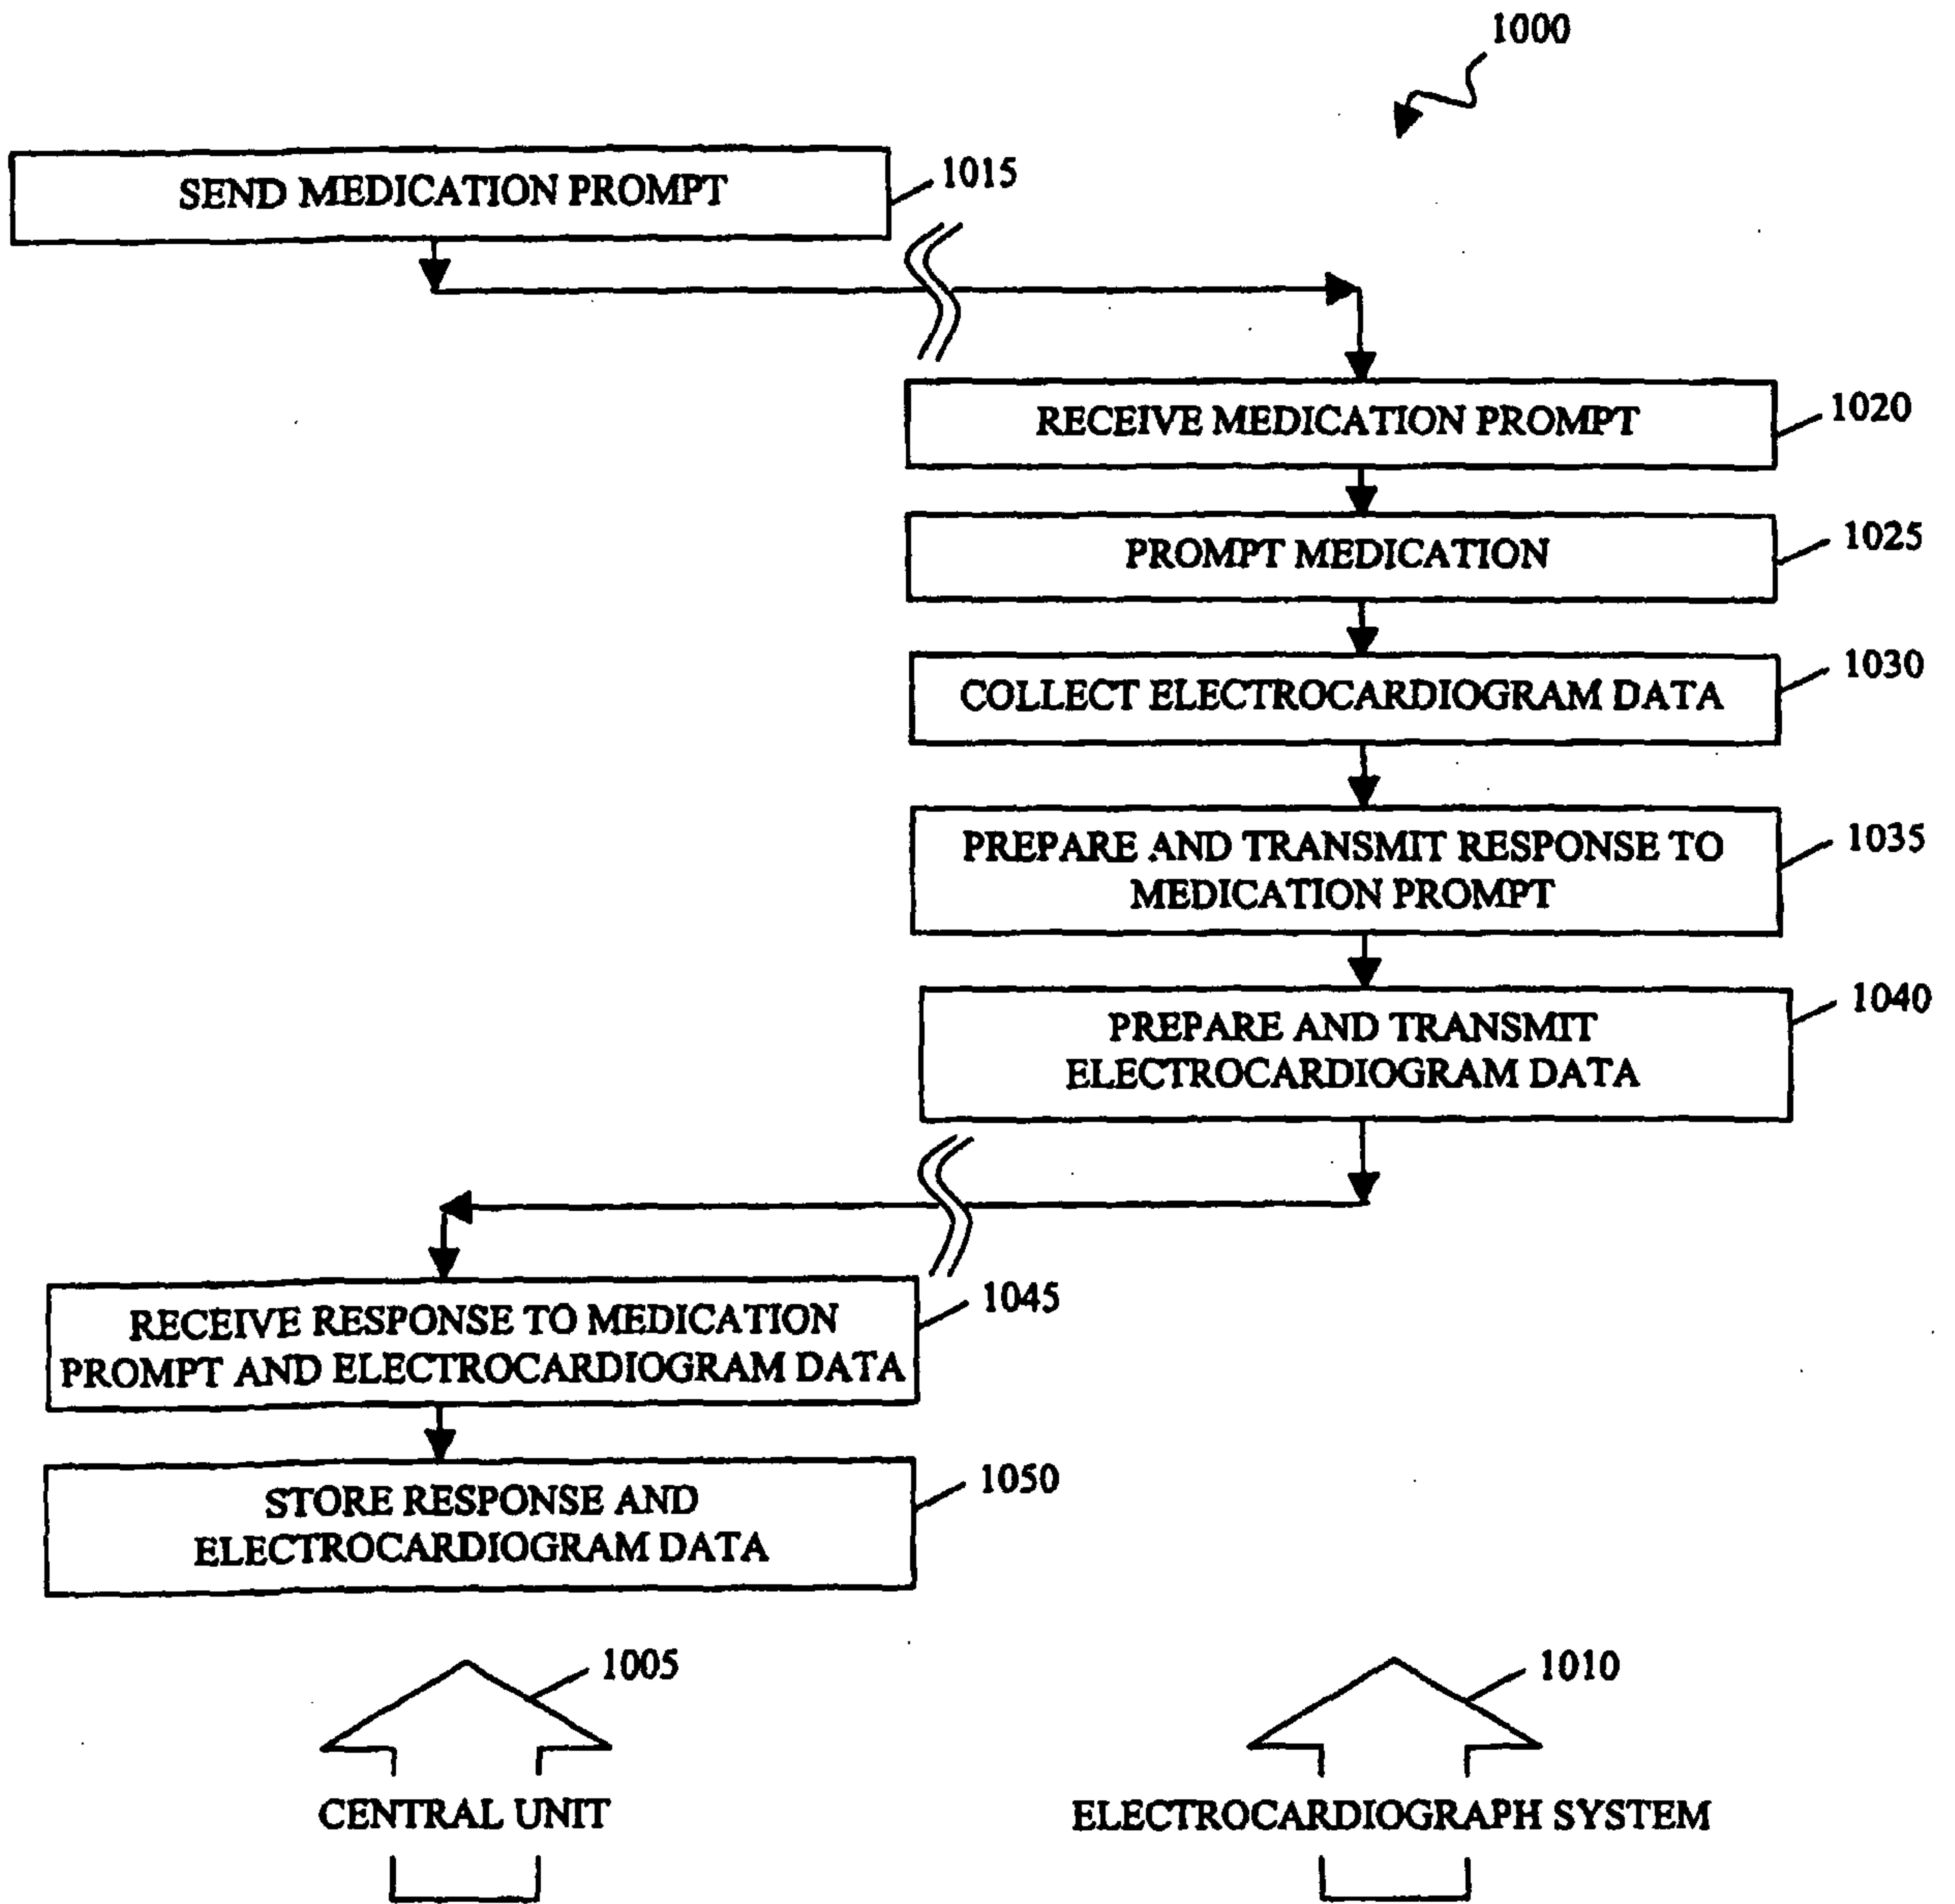 1000
SEND MEDICATION PROMPT
1015
RECEIVE MEDICATION PROMPT
1020
PROMPT MEDICATION
1025
COLLECT ELECTROCARDIOGRAM DATA
1030
PREPARE AND TRANSMIT RESPONSE TO
MEDICATION PROMPT
1035
PREPARE AND TRANSMIT
ELECTROCARDIOGRAM DATA
1040
RECEIVE RESPONSE TO MEDICATION
PROMPT AND ELECTROCARDIOGRAM DATA
1045
STORE RESPONSE AND
ELECTROCARDIOGRAM DATA
1050
1005
CENTRAL UNIT
1010
ELECTROCARDIOGRAPH SYSTEM